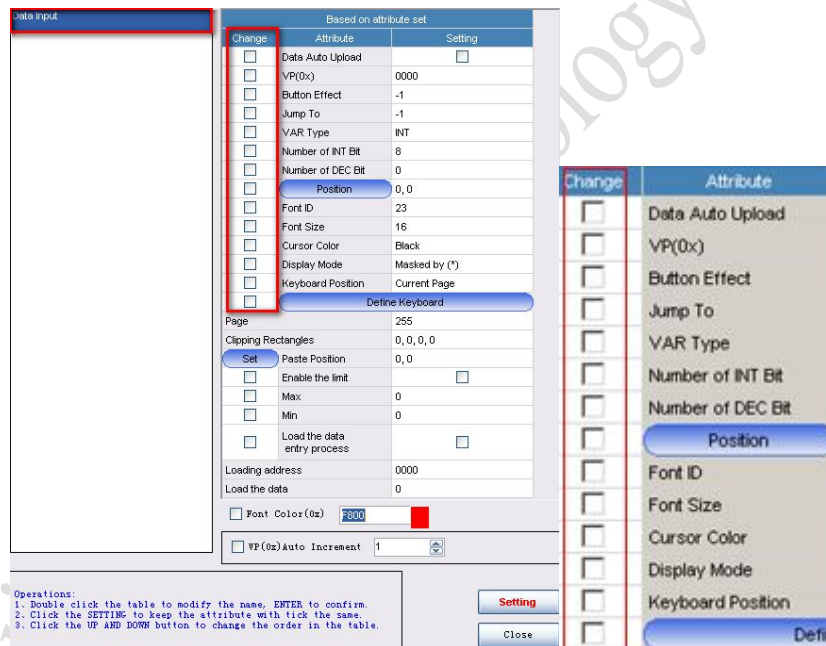 Data input
Based on attribute set
Change Attribute Setting
Data Auto Upload
VP(0x) 0000
Button Effect -1
Jump To -1
VAR Type INT
Number of INT Bit 8
Number of DEC Bit 0
Position 0, 0
Font ID 23
Font Size 16
Cursor Color Black
Display Mode Masked by (*)
Keyboard Position Current Page
Define Keyboard
Page 255
Clipping Rectangles 0, 0, 0, 0
Set Paste Position 0, 0
Enable the limit
Max 0
Min 0
Load the data
entry process
Loading address 0000
Load the data 0
Font Color(0x) F800
VP(0x)Auto Increment 1
Operations:
1、Double click the table to modify the name, ENTER to confirm.
2、Click the SETTING to keep the attribute with tick the same.
3、Click the UP AND DOWN button to change the order in the table.
Setting
Close
Change Attribute
Data Auto Upload
VP(0x)
Button Effect
Jump To
VAR Type
Number of INT Bit
Number of DEC Bit
Position
Font ID
Font Size
Cursor Color
Display Mode
Keyboard Position
Defi
ology